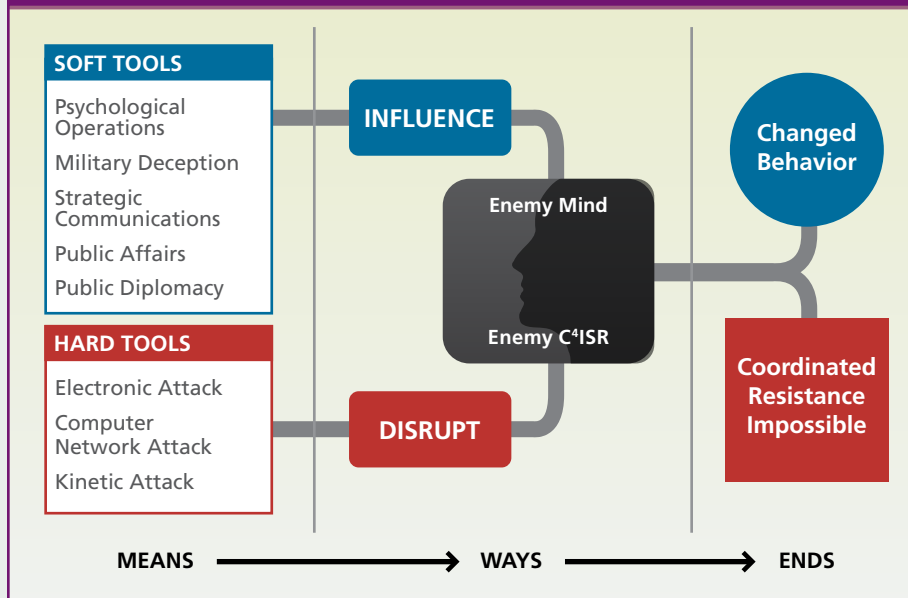 SOFT TOOLS
Psychological
Operations
Military Deception
Strategic
Communications
Public Affairs
Public Diplomacy
HARD TOOLS
Electronic Attack
Computer
Network Attack
Kinetic Attack
INFLUENCE
Enemy Mind
Enemy C⁴ISR
DISRUPT
Changed
Behavior
Coordinated
Resistance
Impossible
MEANS
WAYS
ENDS